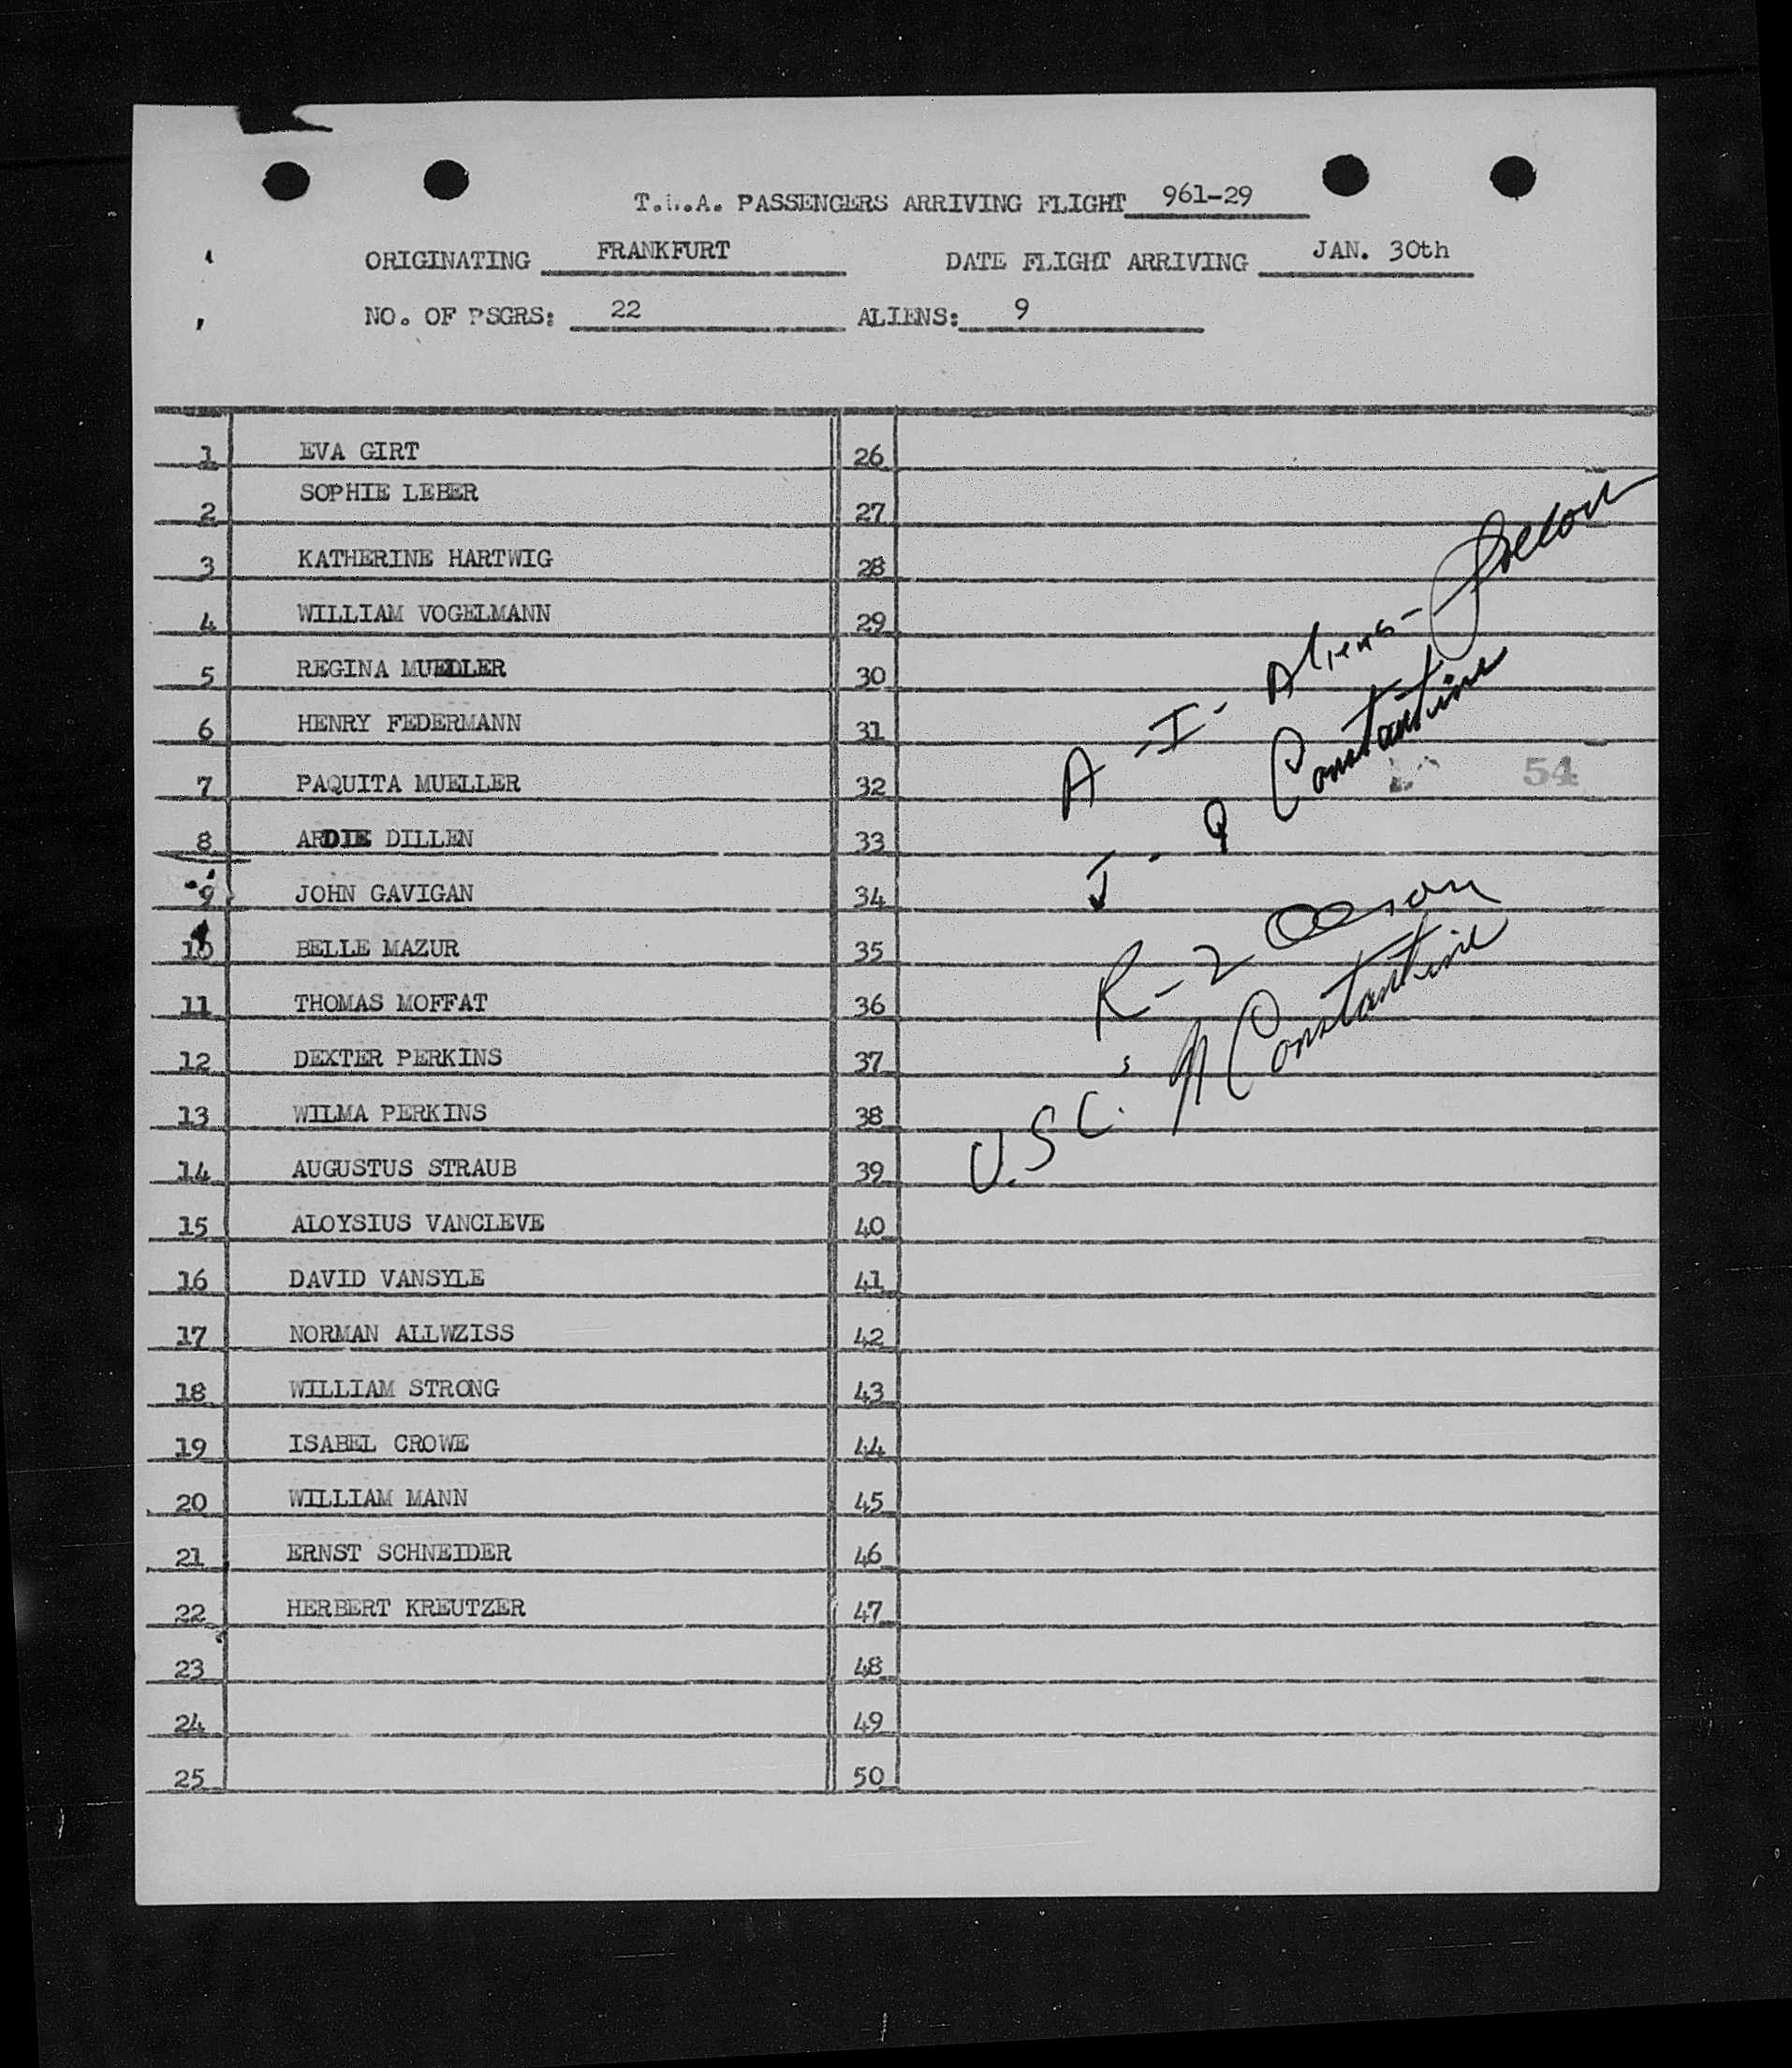 T.W.A. PASSENGERS ARRIVING FLIGHT 961-29
ORIGINATING FRANKFURT DATE FLIGHT ARRIVING JAN. 30th
NO. OF PSGRS: 22 ALIENS: 9
1 EVA GIRT 26
2 SOPHIE LEBER 27
3 KATHERINE HARTWIG 28
4 WILLIAM VOGELMANN 29
5 REGINA MUELLER 30
6 HENRY FEDERMANN 31
7 PAQUITA MUELLER 32
8 ARDIE DILLEN 33
9 JOHN GAVIGAN 34
10 BELLE MAZUR 35
11 THOMAS MOFFAT 36
12 DEXTER PERKINS 37
13 WILMA PERKINS 38
14 AUGUSTUS STRAUB 39
15 ALOYSIUS VANCLEVE 40
16 DAVID VANSYLE 41
17 NORMAN ALLWZISS 42
18 WILLIAM STRONG 43
19 ISABEL CROWE 44
20 WILLIAM MANN 45
21 ERNST SCHNEIDER 46
22 HERBERT KREUTZER 47
23 48
24 49
25 50
A - I - Aliens -
J - Q Constantine
54
R - Z
U.S.C.'s Constantine